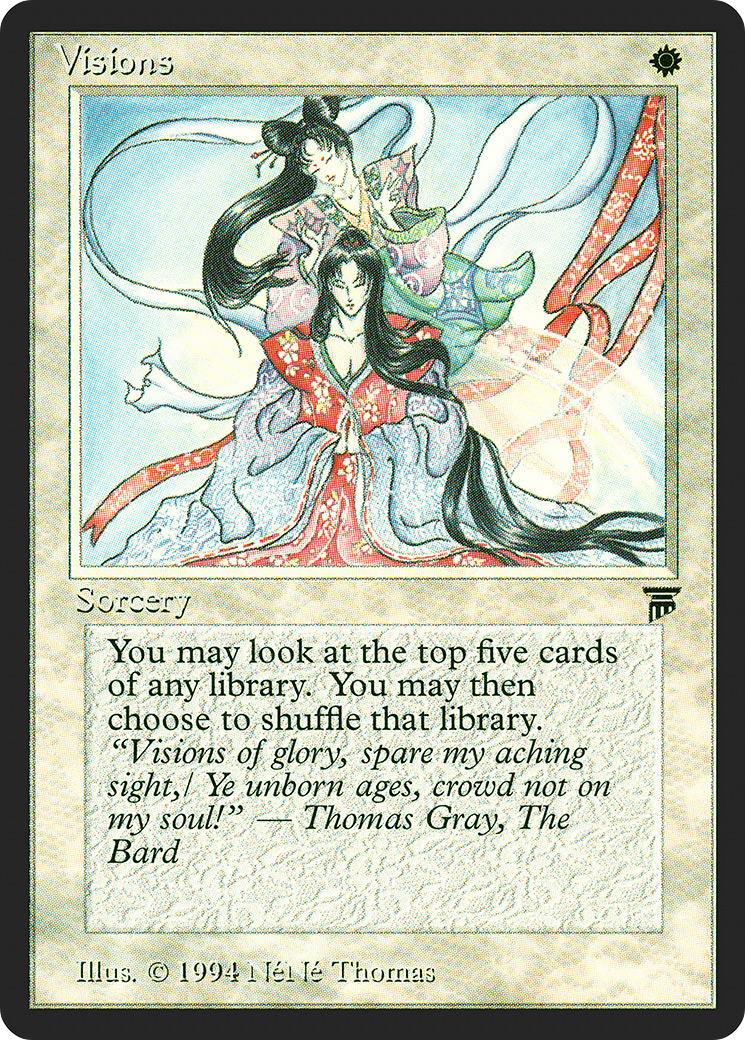 Visions
Sorcery
You may look at the top five cards
of any library. You may then
choose to shuffle that library.
“Visions of glory, spare my aching
sight,/ Ye unborn ages, crowd not on
my soul!” — Thomas Gray, The
Bard
Illus. © 1994 NéNé Thomas